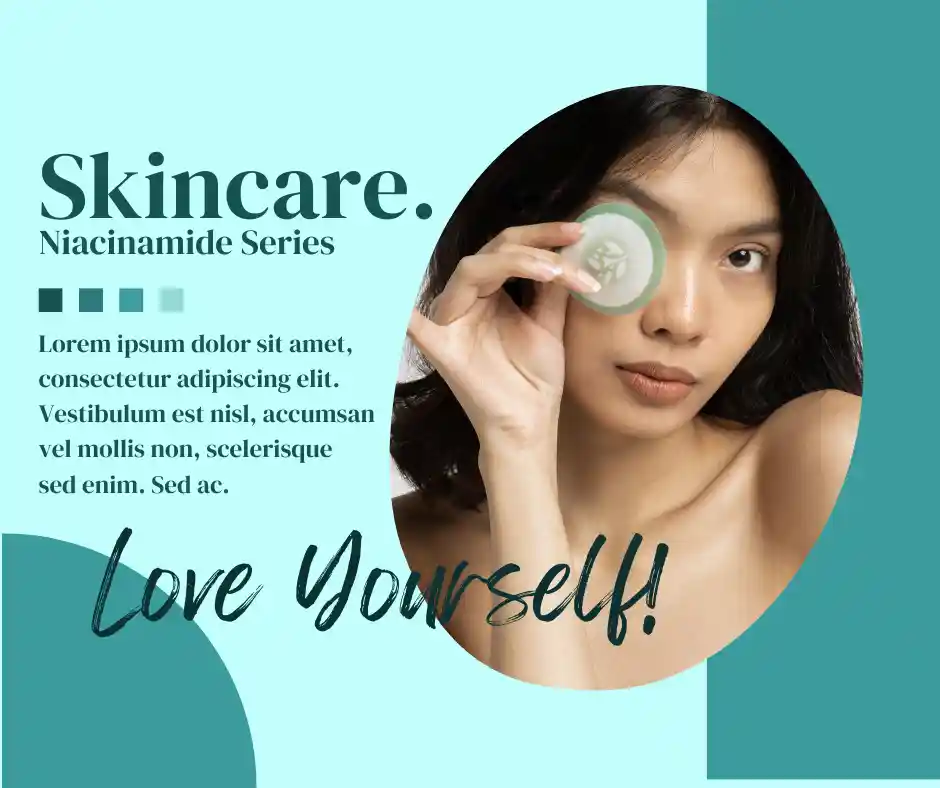 Skincare.
Niacinamide Series
Lorem ipsum dolor sit amet,
consectetur adipiscing elit.
Vestibulum est nisl, accumsan
vel mollis non, scelerisque
sed enim. Sed ac.
Love Yourself!